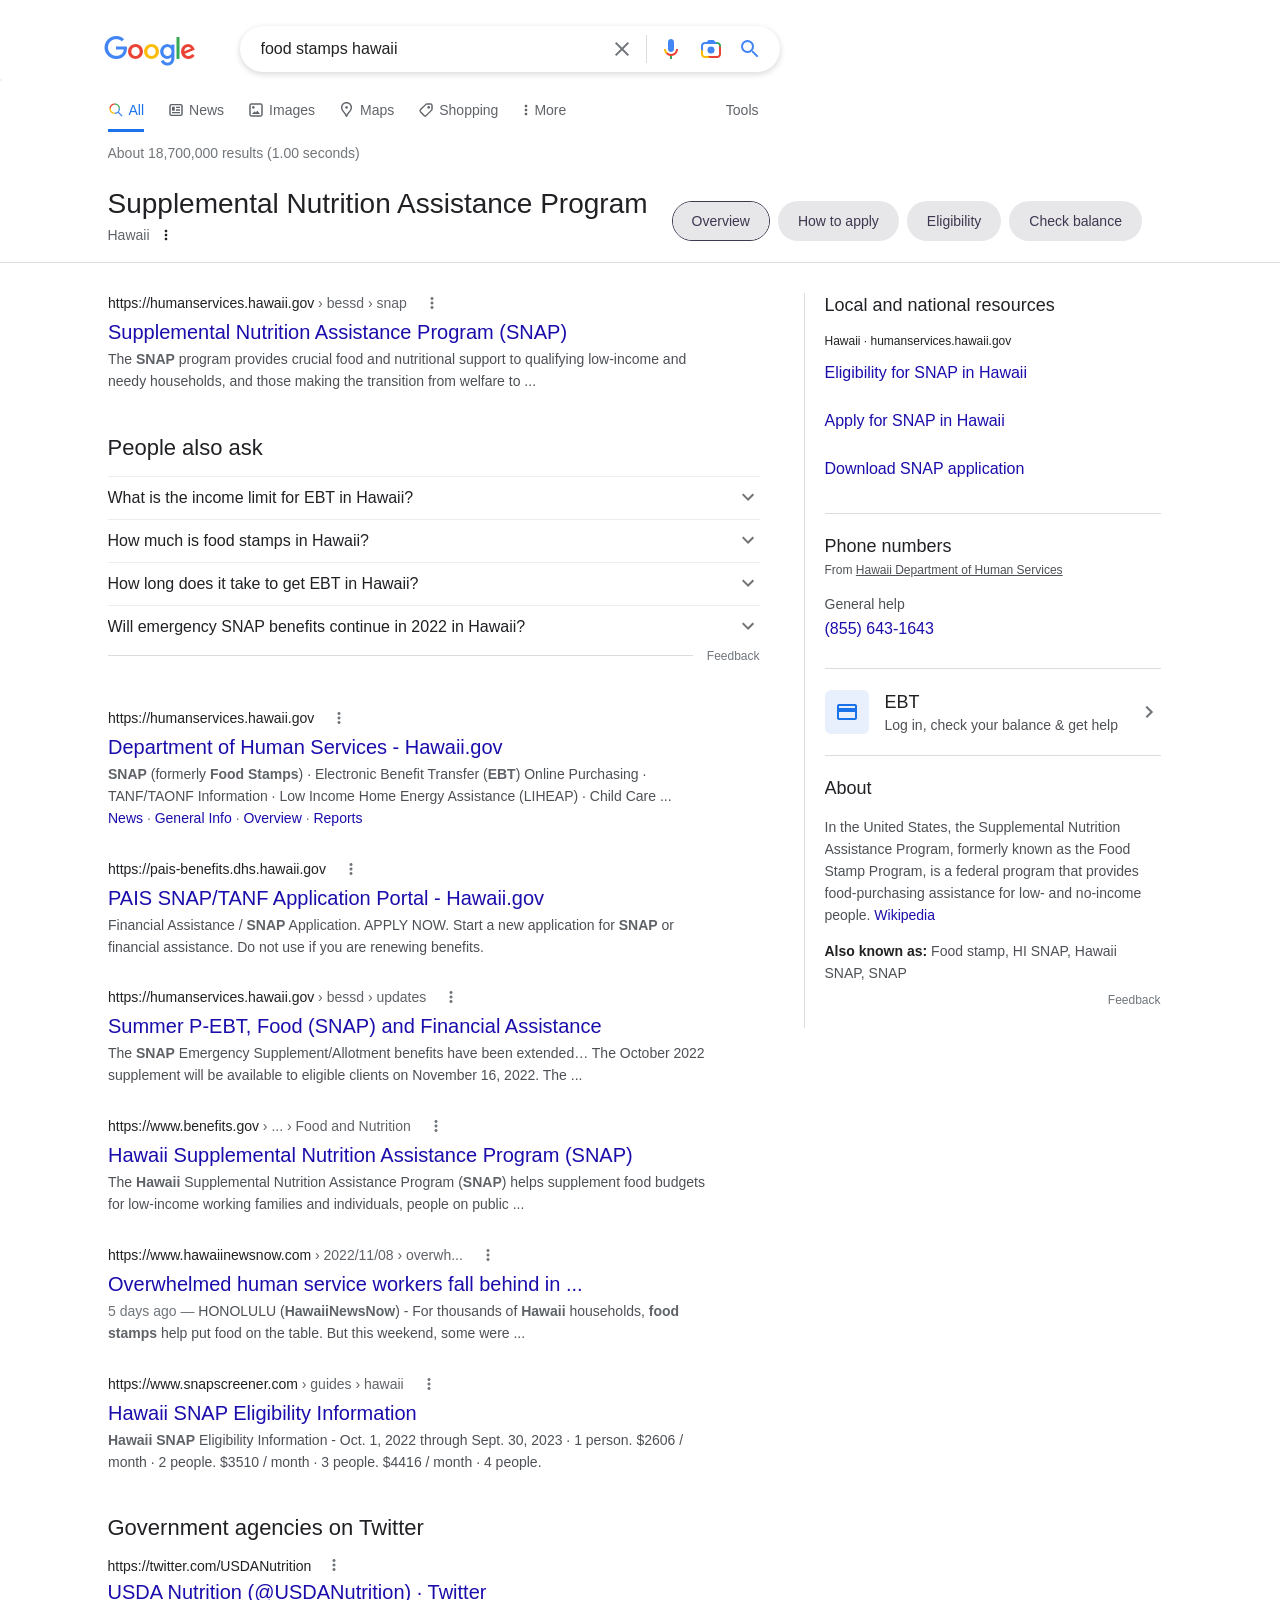 Google
food stamps hawaii
All
News
Images
Maps
Shopping
More
Tools
About 18,700,000 results (1.00 seconds)
Supplemental Nutrition Assistance Program
Hawaii
Overview
How to apply
Eligibility
Check balance
https://humanservices.hawaii.gov › bessd › snap
Supplemental Nutrition Assistance Program (SNAP)
The SNAP program provides crucial food and nutritional support to qualifying low-income and
needy households, and those making the transition from welfare to ...
People also ask
What is the income limit for EBT in Hawaii?
How much is food stamps in Hawaii?
How long does it take to get EBT in Hawaii?
Will emergency SNAP benefits continue in 2022 in Hawaii?
Feedback
https://humanservices.hawaii.gov
Department of Human Services - Hawaii.gov
SNAP (formerly Food Stamps) · Electronic Benefit Transfer (EBT) Online Purchasing ·
TANF/TAONF Information · Low Income Home Energy Assistance (LIHEAP) · Child Care ...
News · General Info · Overview · Reports
https://pais-benefits.dhs.hawaii.gov
PAIS SNAP/TANF Application Portal - Hawaii.gov
Financial Assistance / SNAP Application. APPLY NOW. Start a new application for SNAP or
financial assistance. Do not use if you are renewing benefits.
https://humanservices.hawaii.gov › bessd › updates
Summer P-EBT, Food (SNAP) and Financial Assistance
The SNAP Emergency Supplement/Allotment benefits have been extended… The October 2022
supplement will be available to eligible clients on November 16, 2022. The ...
https://www.benefits.gov › ... › Food and Nutrition
Hawaii Supplemental Nutrition Assistance Program (SNAP)
The Hawaii Supplemental Nutrition Assistance Program (SNAP) helps supplement food budgets
for low-income working families and individuals, people on public ...
https://www.hawaiinewsnow.com › 2022/11/08 › overwh...
Overwhelmed human service workers fall behind in ...
5 days ago — HONOLULU (HawaiiNewsNow) - For thousands of Hawaii households, food
stamps help put food on the table. But this weekend, some were ...
https://www.snapscreener.com › guides › hawaii
Hawaii SNAP Eligibility Information
Hawaii SNAP Eligibility Information - Oct. 1, 2022 through Sept. 30, 2023 · 1 person. $2606 /
month · 2 people. $3510 / month · 3 people. $4416 / month · 4 people.
Government agencies on Twitter
https://twitter.com/USDANutrition
USDA Nutrition (@USDANutrition) · Twitter
Local and national resources
Hawaii · humanservices.hawaii.gov
Eligibility for SNAP in Hawaii
Apply for SNAP in Hawaii
Download SNAP application
Phone numbers
From Hawaii Department of Human Services
General help
(855) 643-1643
EBT
Log in, check your balance & get help
About
In the United States, the Supplemental Nutrition
Assistance Program, formerly known as the Food
Stamp Program, is a federal program that provides
food-purchasing assistance for low- and no-income
people. Wikipedia
Also known as: Food stamp, HI SNAP, Hawaii
SNAP, SNAP
Feedback